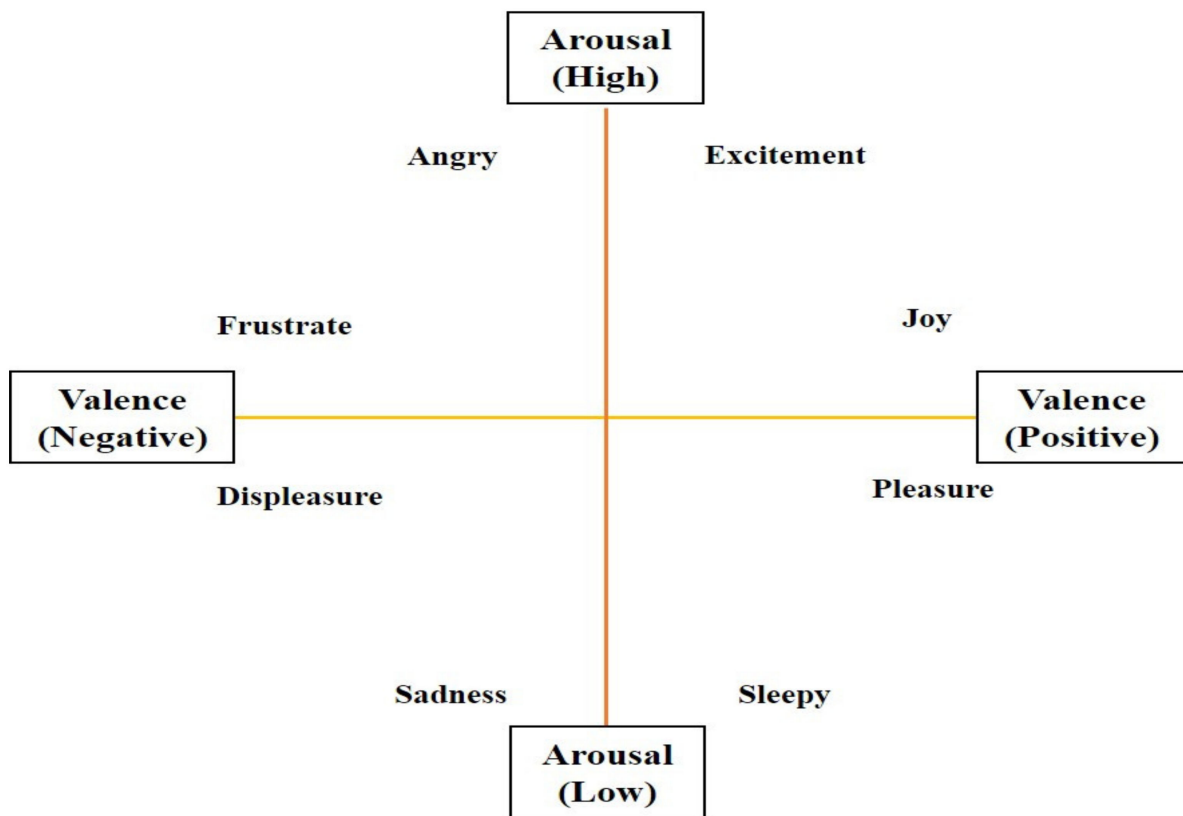 Arousal
(High)
Angry
Excitement
Frustrate
Joy
Valence
(Negative)
Valence
(Positive)
Displeasure
Pleasure
Sadness
Sleepy
Arousal
(Low)